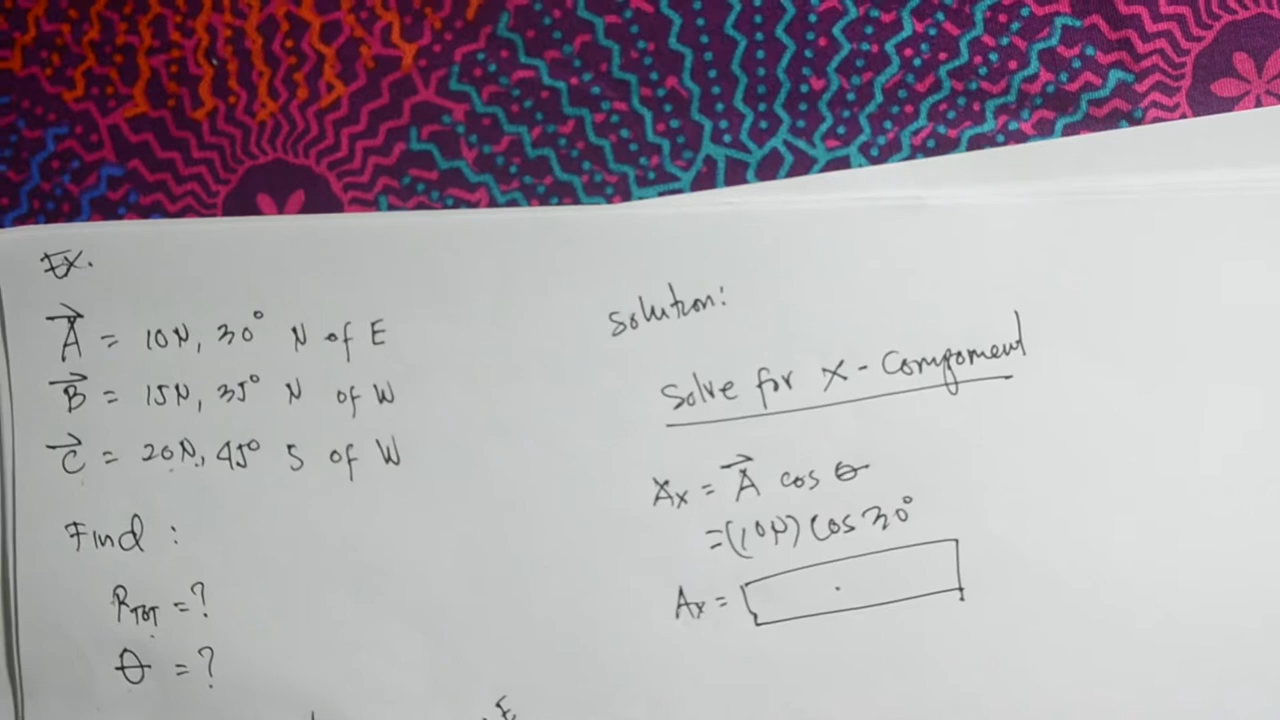 Ex.
A = 10N, 30° N of E
B = 15N, 35° N of W
C = 20N, 45° S of W
Find :
RTOT = ?
θ = ?
E
solution:
Solve for x-component
Ax = A cos θ
=(10N) cos 30°
Ax =